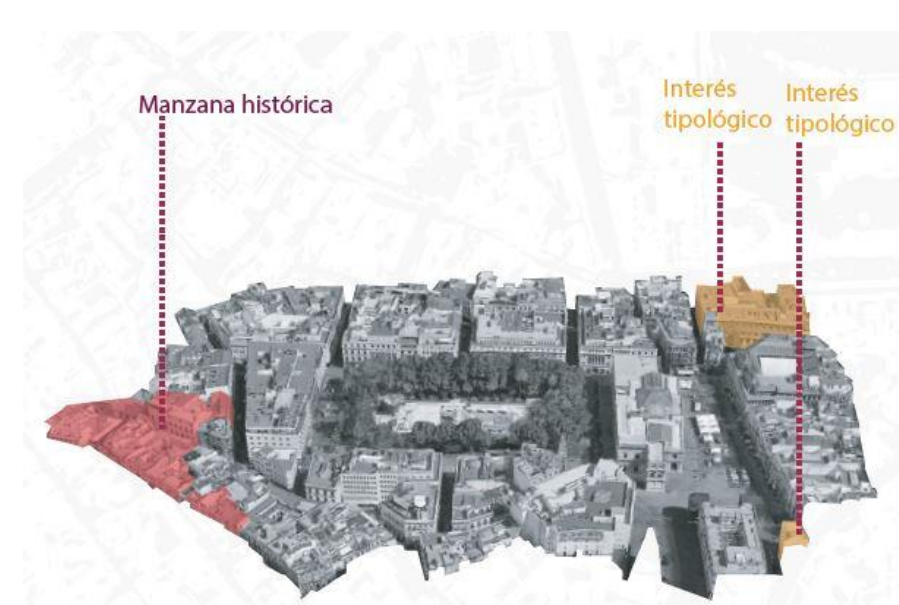 Manzana histórica
Interés
tipológico
Interés
tipológico